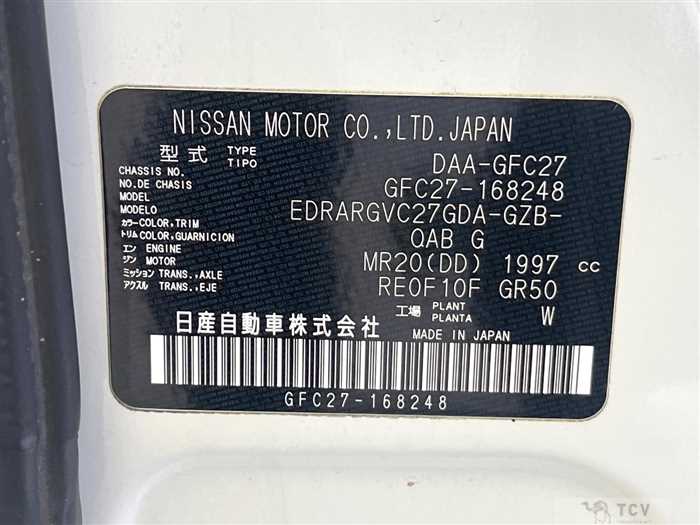 NISSAN MOTOR CO.,LTD.JAPAN
型式 TYPE TIPO DAA-GFC27
CHASSIS NO.
NO.DE CHASIS GFC27-168248
MODEL
MODELO EDRARGVC27GDA-GZB-
カラー COLOR,TRIM
トリム COLOR,GUARNICION QAB G
エン ENGINE
ジン MOTOR MR20(DD) 1997 cc
ミッション TRANS.,AXLE
アクスル TRANS.,EJE RE0F10F GR50
工場 PLANT PLANTA W
日産自動車株式会社 MADE IN JAPAN
GFC27-168248
TCV